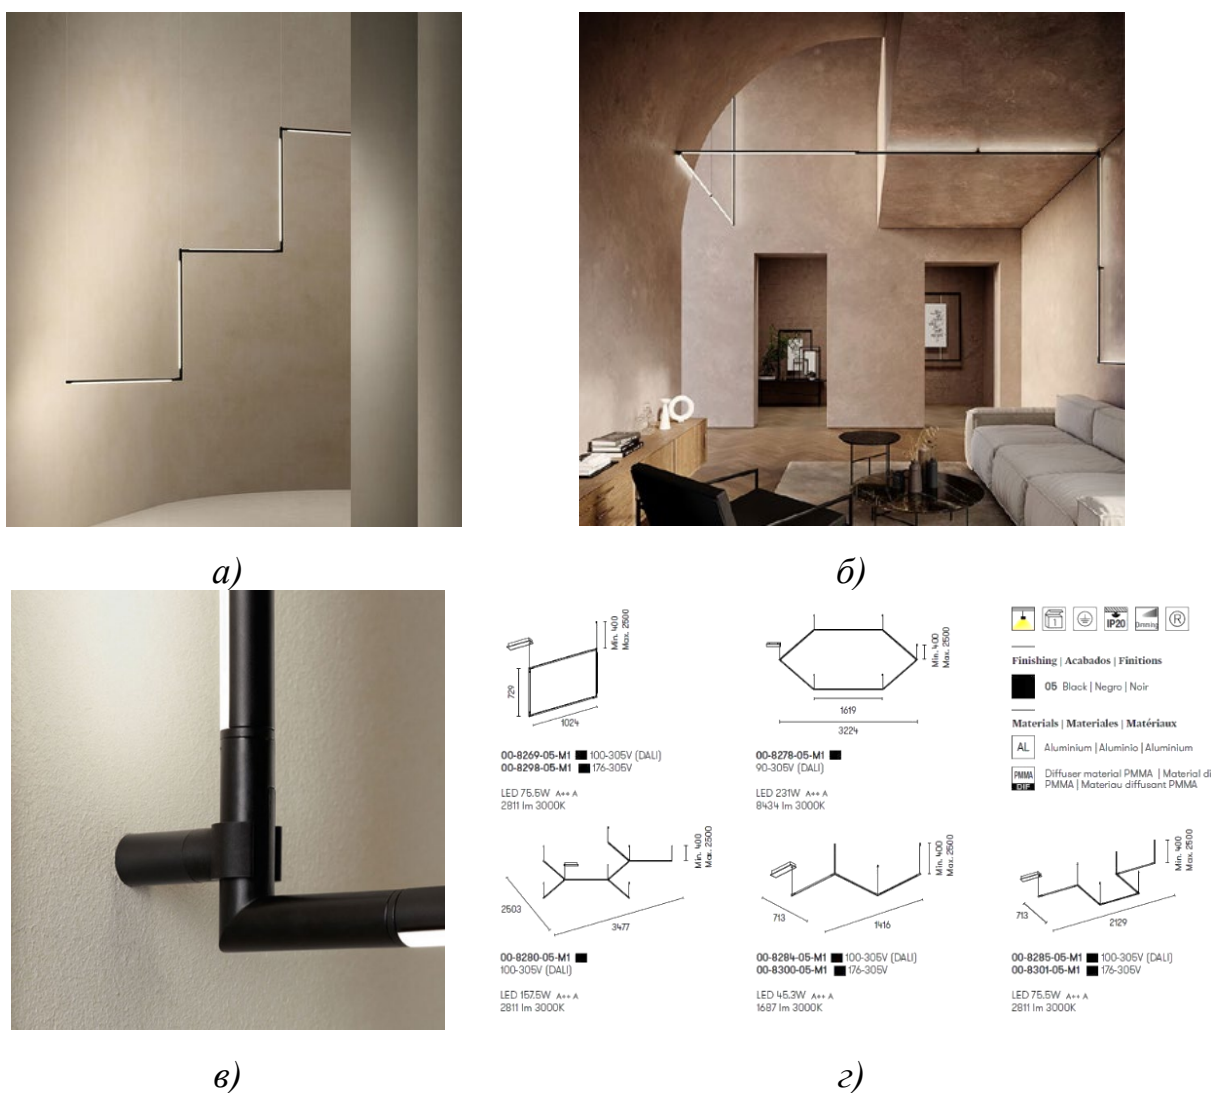 а)
б)
Min. 400
Max. 2500
729
1024
00-8269-05-M1 100-305V (DALI)
00-8298-05-M1 176-305V
LED 75.5W A++ A
2811 lm 3000K
Min. 400
Max. 2500
1619
3224
00-8278-05-M1
90-305V (DALI)
LED 231W A++ A
8434 lm 3000K
1
IP20
Dimming
R
Finishing | Acabados | Finitions
05 Black | Negro | Noir
Materials | Materiales | Matériaux
AL Aluminium | Aluminio | Aluminium
PMMA
DIF
Diffuser material PMMA | Material di
PMMA | Materiau diffusant PMMA
Min. 400
Max. 2500
2503
3477
00-8280-05-M1
100-305V (DALI)
LED 157.5W A++ A
2811 lm 3000K
Min. 400
Max. 2500
713
1416
00-8284-05-M1 100-305V (DALI)
00-8300-05-M1 176-305V
LED 45.3W A++ A
1687 lm 3000K
Min. 400
Max. 2500
713
2129
00-8285-05-M1 100-305V (DALI)
00-8301-05-M1 176-305V
LED 75.5W A++ A
2811 lm 3000K
в)
г)